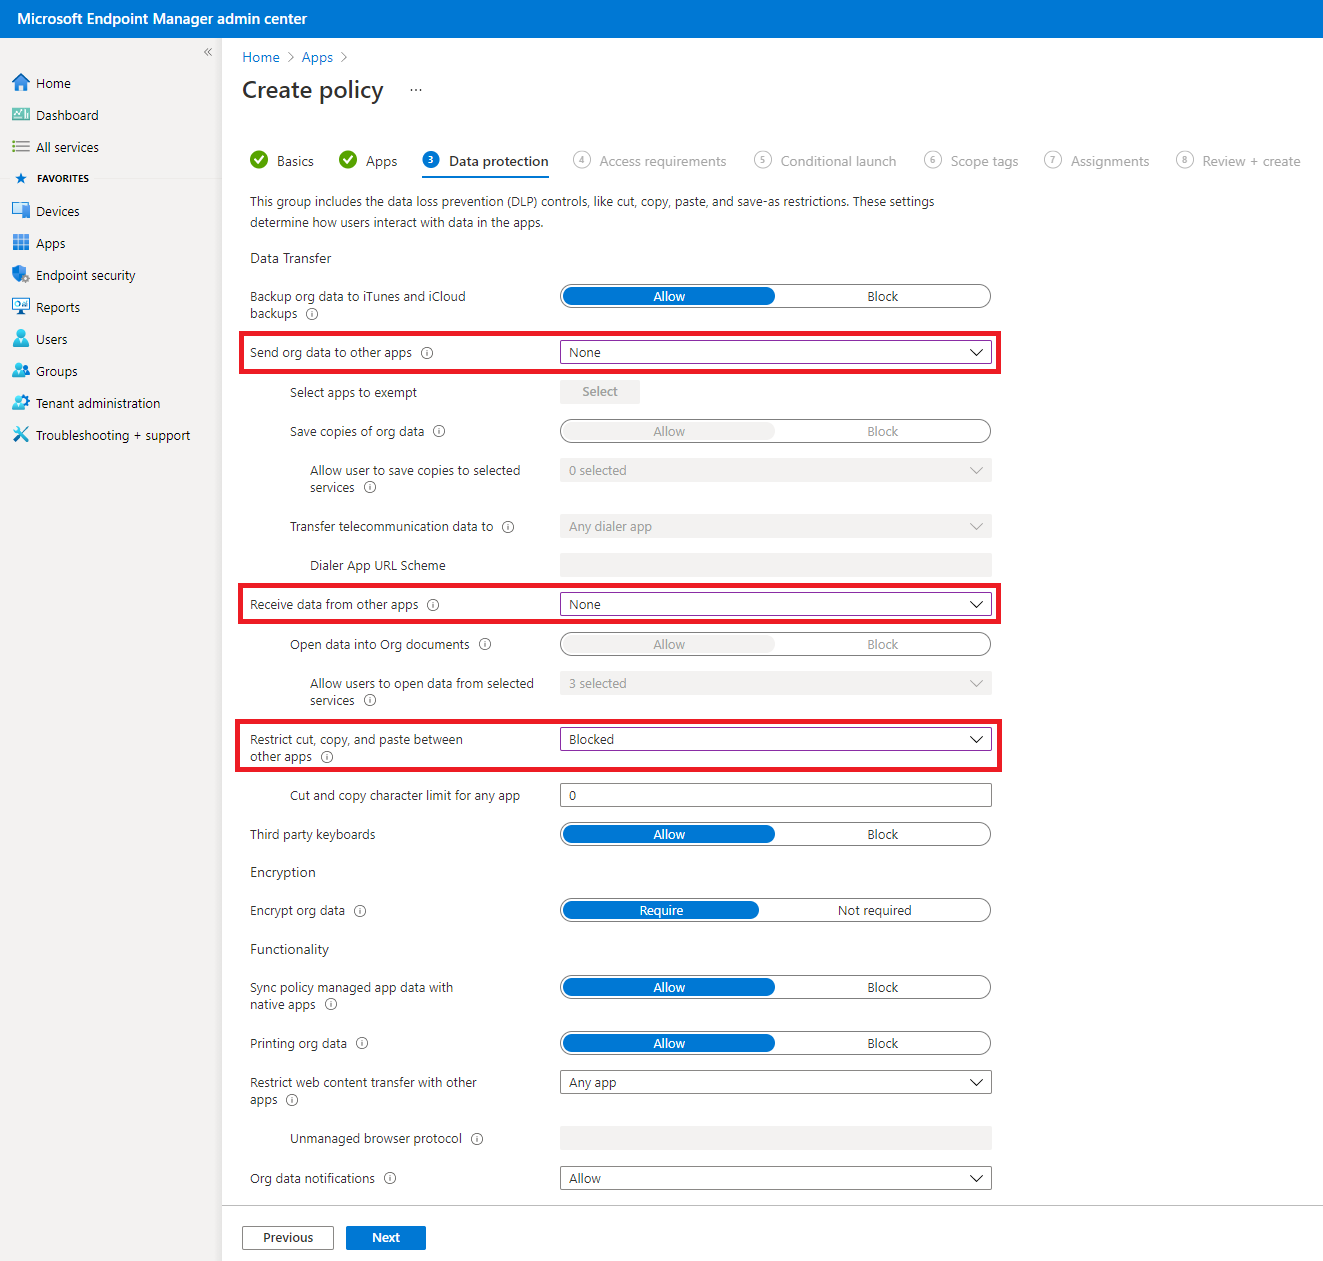 Microsoft Endpoint Manager admin center
«
Home
Dashboard
All services
FAVORITES
Devices
Apps
Endpoint security
Reports
Users
Groups
Tenant administration
Troubleshooting + support
Home > Apps >
Create policy ...
Basics
Apps
3 Data protection
4 Access requirements
5 Conditional launch
6 Scope tags
7 Assignments
8 Review + create
This group includes the data loss prevention (DLP) controls, like cut, copy, paste, and save-as restrictions. These settings
determine how users interact with data in the apps.
Data Transfer
Backup org data to iTunes and iCloud
backups
Allow Block
Send org data to other apps
None
Select apps to exempt
Select
Save copies of org data
Allow Block
Allow user to save copies to selected
services
0 selected
Transfer telecommunication data to
Any dialer app
Dialer App URL Scheme
Receive data from other apps
None
Open data into Org documents
Allow Block
Allow users to open data from selected
services
3 selected
Restrict cut, copy, and paste between
other apps
Blocked
Cut and copy character limit for any app
0
Third party keyboards
Allow Block
Encryption
Encrypt org data
Require Not required
Functionality
Sync policy managed app data with
native apps
Allow Block
Printing org data
Allow Block
Restrict web content transfer with other
apps
Any app
Unmanaged browser protocol
Org data notifications
Allow
Previous
Next